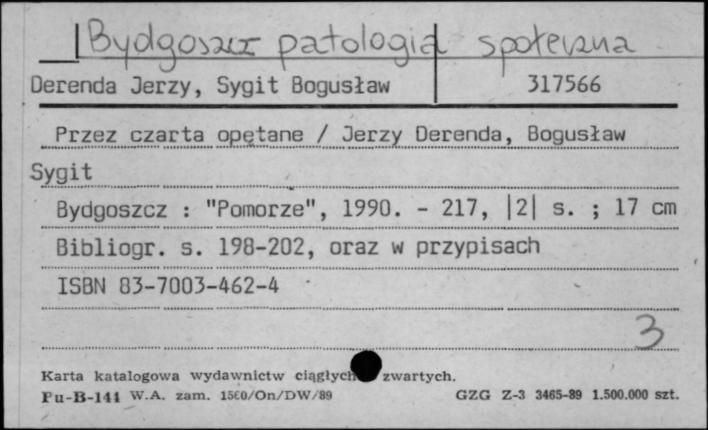 Bydgoszcz patologia społeczna
Derenda Jerzy, Sygit Bogusław 317566
Przez czarta opętane / Jerzy Derenda, Bogusław
Sygit
Bydgoszcz : "Pomorze", 1990. - 217, |2| s. ; 17 cm
Bibliogr. s. 198-202, oraz w przypisach
ISBN 83-7003-462-4
3
Karta katalogowa wydawnictw ciągłych zwartych.
Pu-B-144 W.A. zam. 1560/On/DW/89 GZG Z-3 3465-89 1.500.000 szt.